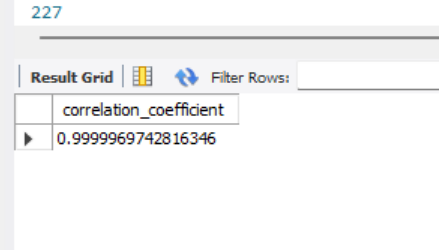 227
Result Grid Filter Rows:
correlation_coefficient
0.9999969742816346